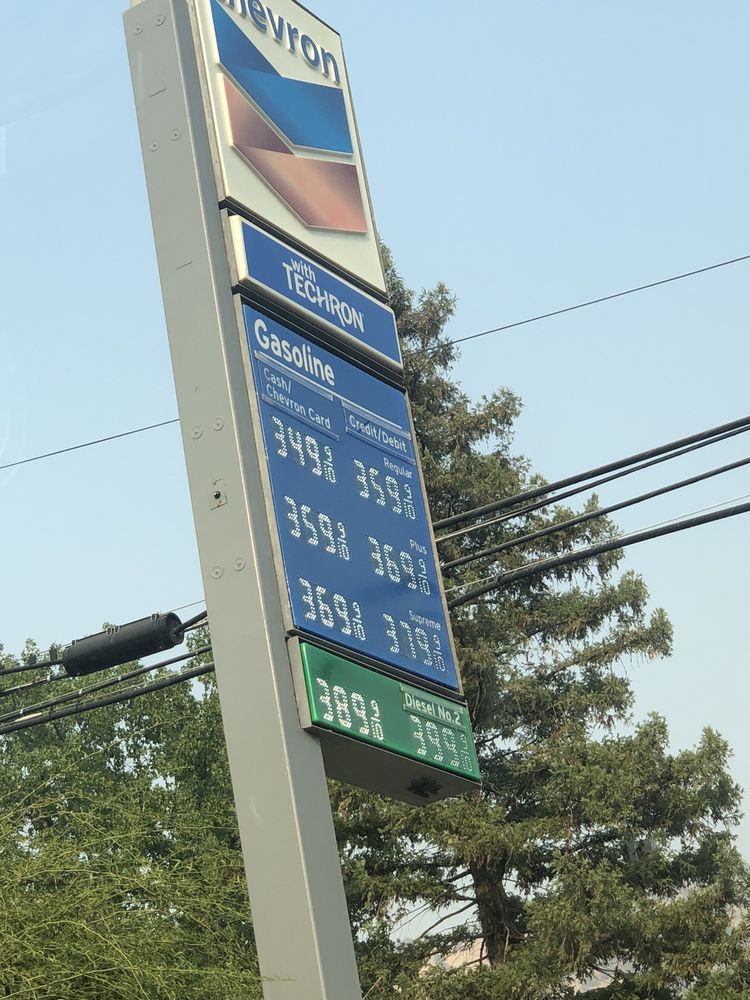 Chevron
with
TECHRON
Gasoline
Cash/
Chevron Card
Credit/Debit
Regular
349 9/10
359 9/10
Plus
359 9/10
369 9/10
Supreme
369 9/10
379 9/10
Diesel No.2
389 9/10
399 9/10